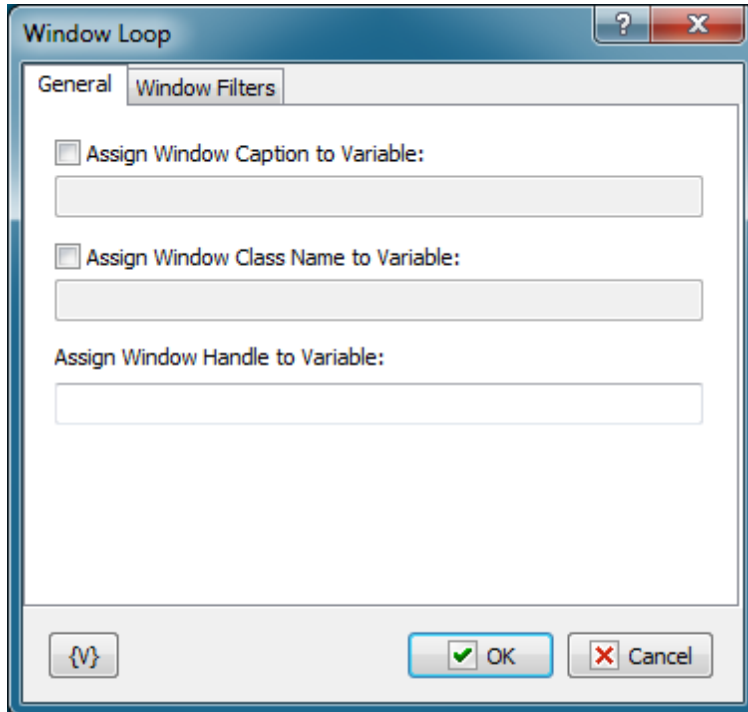 Window Loop
?
General
Window Filters
Assign Window Caption to Variable:
Assign Window Class Name to Variable:
Assign Window Handle to Variable:
{V}
OK
Cancel